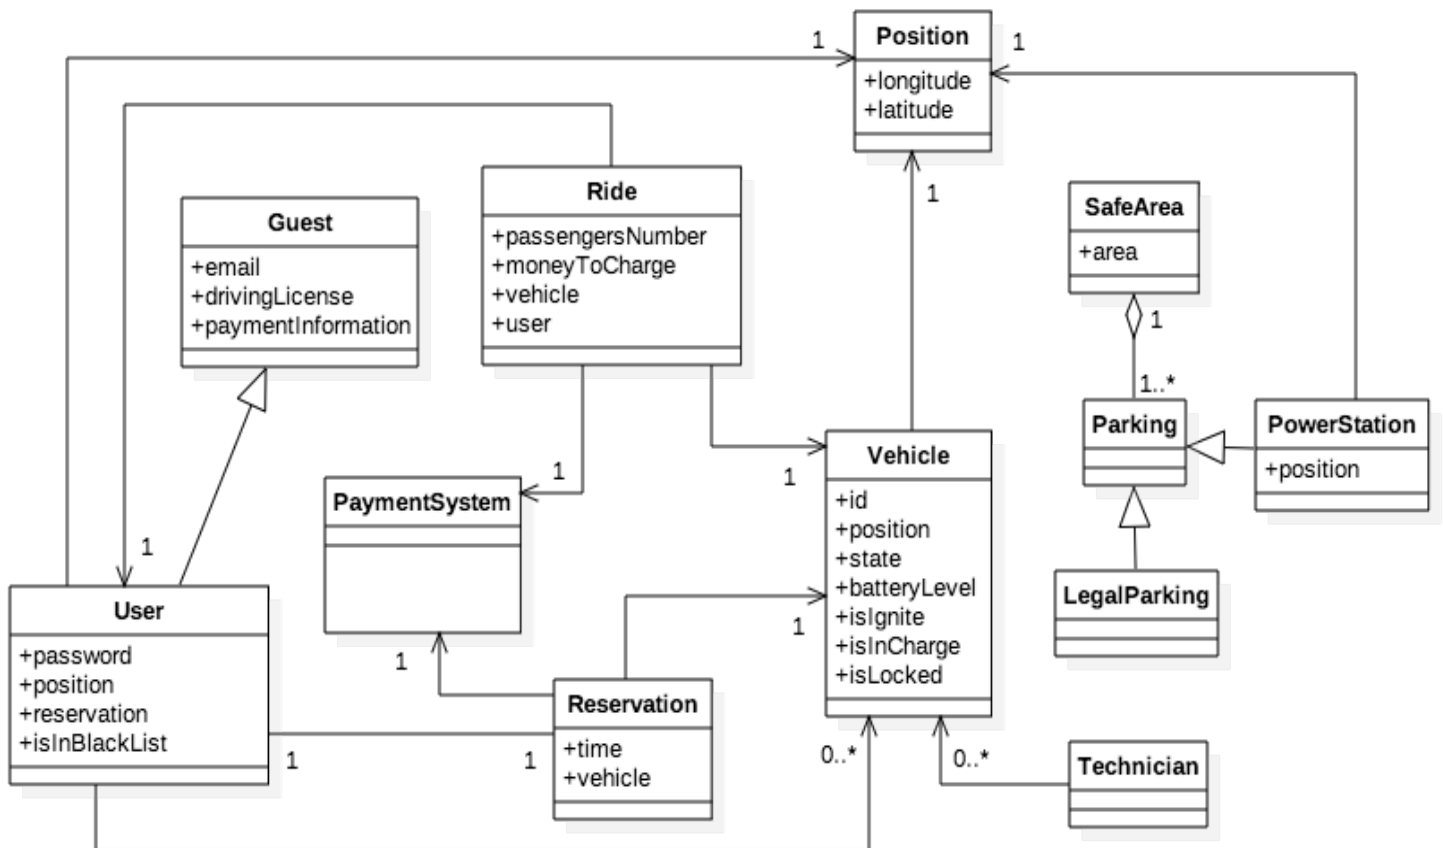 1
Position
1
+longitude
+latitude
1
Ride
+passengersNumber
+moneyToCharge
+vehicle
+user
Guest
+email
+drivingLicense
+paymentInformation
SafeArea
+area
1
1..*
Parking
PowerStation
+position
1
PaymentSystem
1
Vehicle
+id
+position
+state
+batteryLevel
+isIgnite
+isInCharge
+isLocked
1
LegalParking
1
User
+password
+position
+reservation
+isInBlackList
1
1
Reservation
+time
+vehicle
1
0..*
0..*
Technician